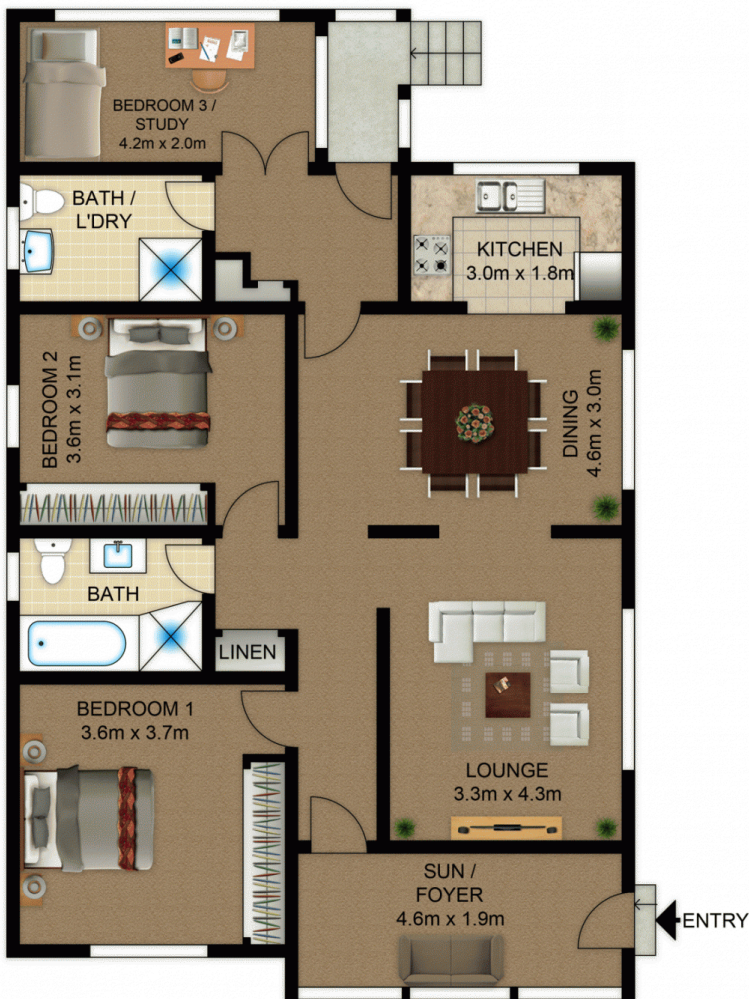 BEDROOM 3 /
STUDY
4.2m x 2.0m
BATH /
L'DRY
KITCHEN
3.0m x 1.8m
BEDROOM 2
3.6m x 3.1m
DINING
4.6m x 3.0m
BATH
LINEN
BEDROOM 1
3.6m x 3.7m
LOUNGE
3.3m x 4.3m
SUN /
FOYER
4.6m x 1.9m
ENTRY